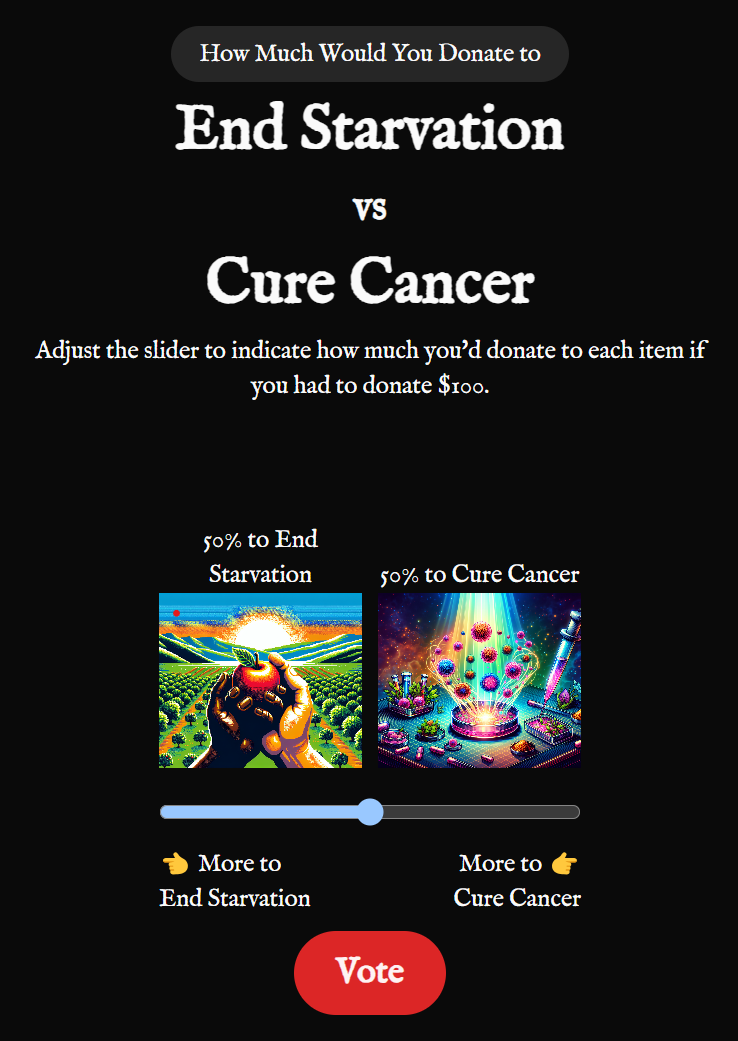 How Much Would You Donate to
End Starvation
vs
Cure Cancer
Adjust the slider to indicate how much you’d donate to each item if
you had to donate $100.
50% to End
Starvation
50% to Cure Cancer
👈 More to
End Starvation
More to 👉
Cure Cancer
Vote